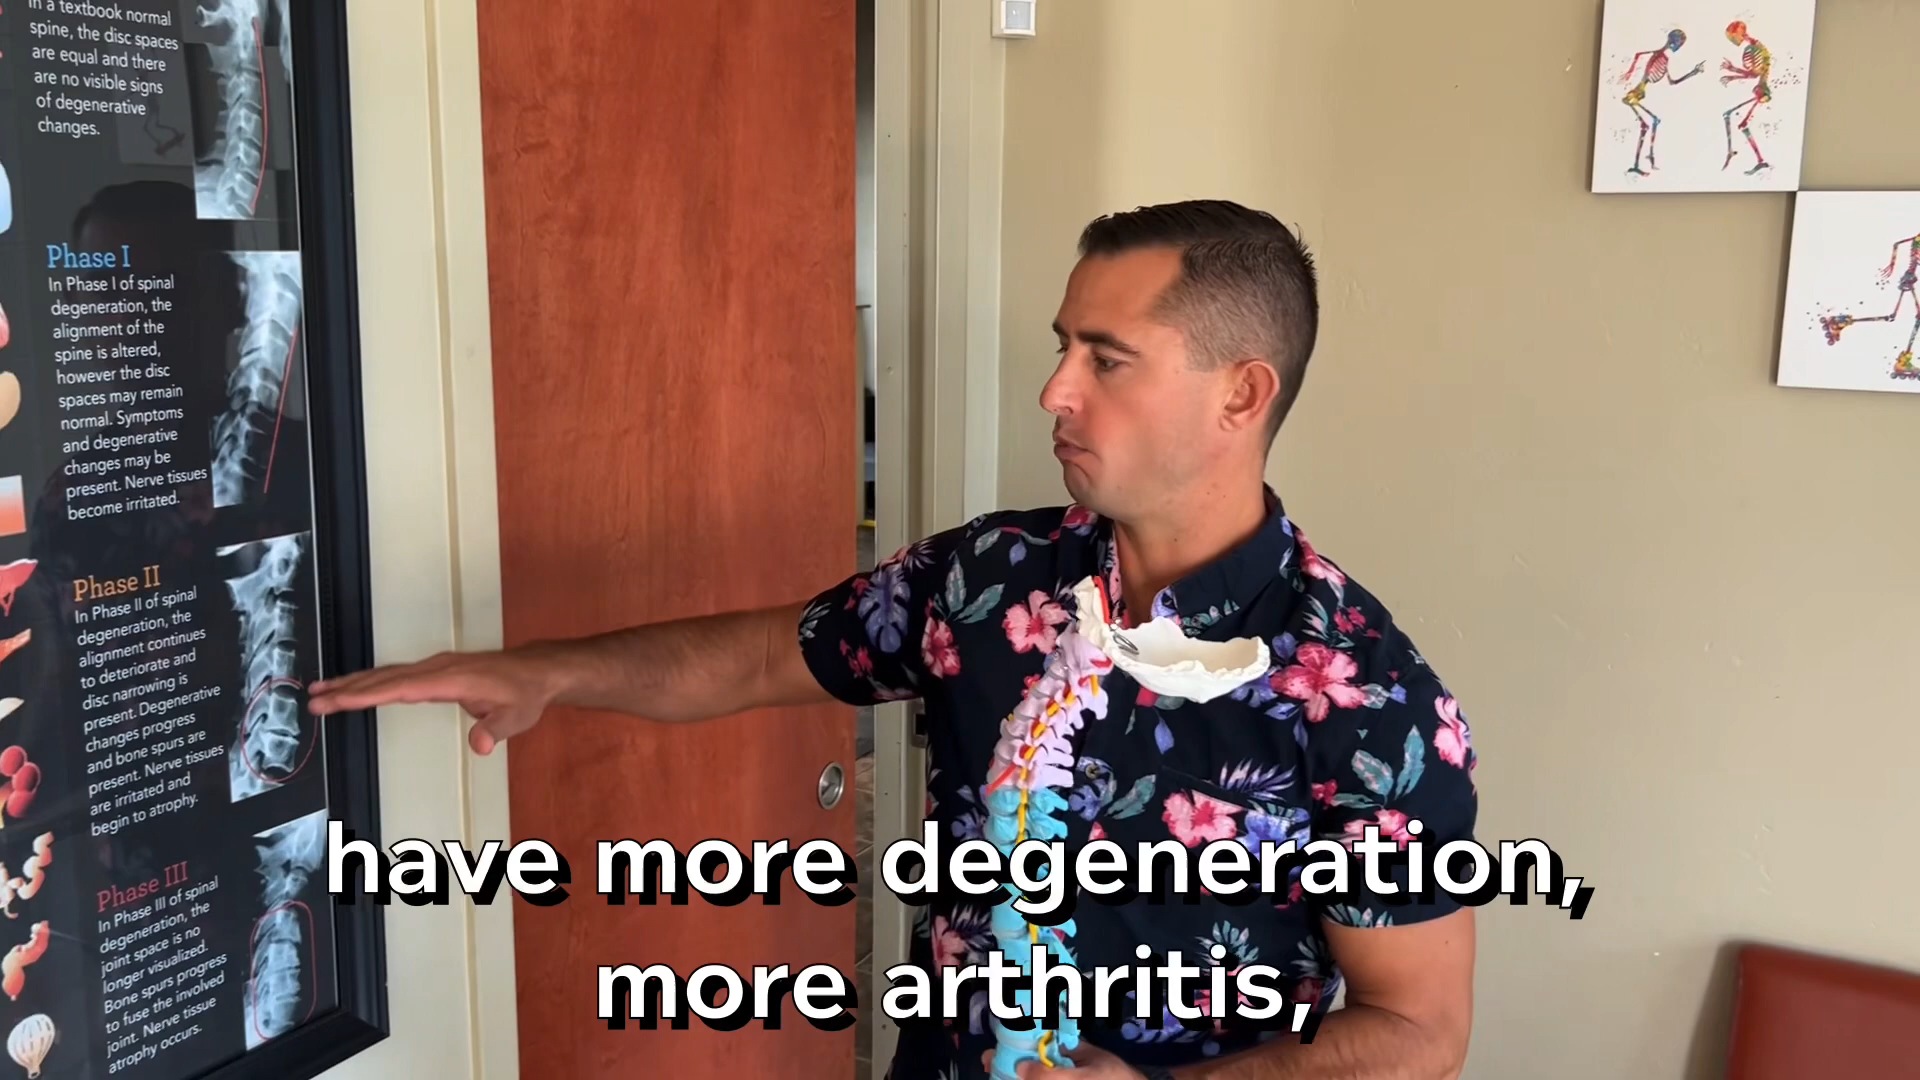 in a textbook normal
spine, the disc spaces
are equal and there
are no visible signs
of degenerative
changes.
Phase I
In Phase I of spinal
degeneration, the
alignment of the
spine is altered,
however the disc
spaces may remain
normal. Symptoms
and degenerative
changes may be
present. Nerve tissues
become irritated.
Phase II
In Phase II of spinal
degeneration, the
alignment continues
to deteriorate and
disc narrowing is
present. Degenerative
changes progress
and bone spurs are
present. Nerve tissues
are irritated and
begin to atrophy.
Phase III
In Phase III of spinal
degeneration, the
joint space is no
longer visualized.
Bone spurs progress
to fuse the involved
joint. Nerve tissue
atrophy occurs.
have more degeneration,
more arthritis,